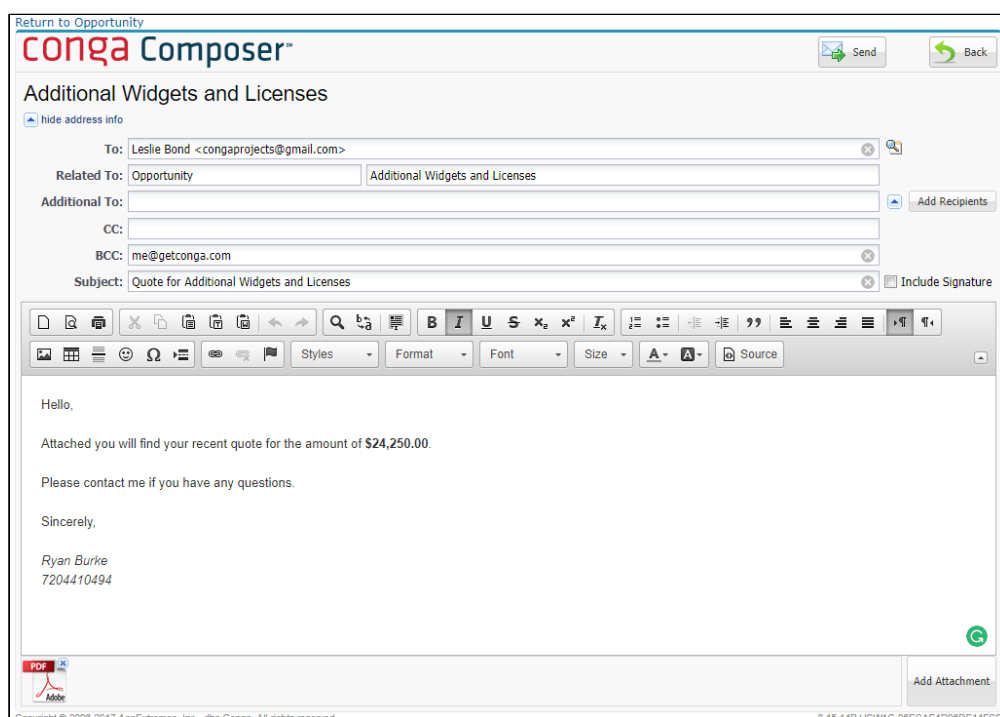 Return to Opportunity
conga Composer
Send
Back
Additional Widgets and Licenses
hide address info
To: Leslie Bond <congaprojects@gmail.com>
Related To: Opportunity Additional Widgets and Licenses
Additional To:
Add Recipients
CC:
BCC: me@getconga.com
Subject: Quote for Additional Widgets and Licenses
Include Signature
Styles Format Font Size Source
Hello,
Attached you will find your recent quote for the amount of $24,250.00.
Please contact me if you have any questions.
Sincerely,
Ryan Burke
7204410494
PDF
Adobe
Add Attachment